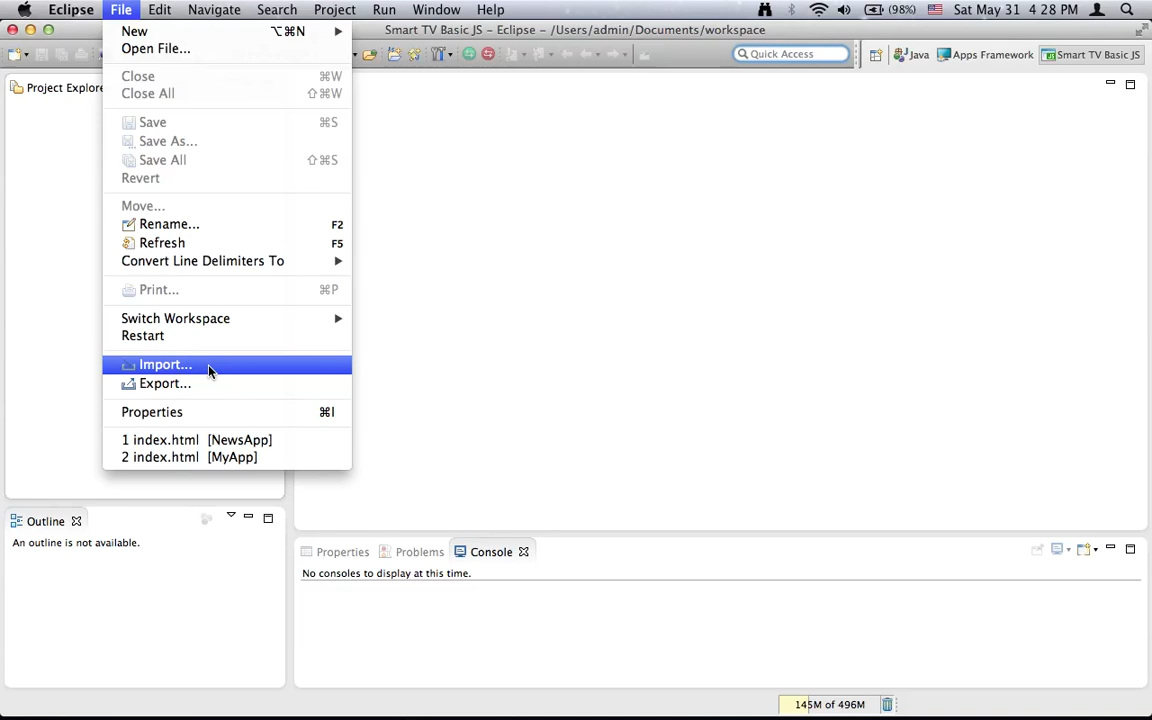 Eclipse File Edit Navigate Search Project Run Window Help (98%) Sat May 31 4:28 PM
Smart TV Basic JS – Eclipse – /Users/admin/Documents/workspace
Quick Access Java Apps Framework Smart TV Basic JS
Project Explore
New ⌥⌘N
Open File...
Close ⌘W
Close All ⇧⌘W
Save ⌘S
Save As...
Save All ⇧⌘S
Revert
Move...
Rename... F2
Refresh F5
Convert Line Delimiters To
Print... ⌘P
Switch Workspace
Restart
Import...
Export...
Properties ⌘I
1 index.html [NewsApp]
2 index.html [MyApp]
Outline
An outline is not available.
Properties Problems Console
No consoles to display at this time.
145M of 496M